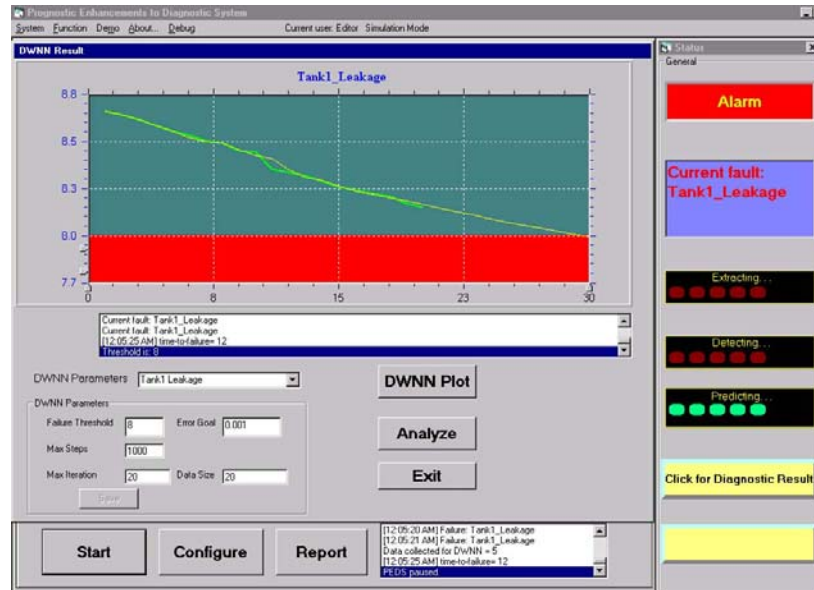 Prognostic Enhancements to Diagnostic System
System Function Demo About... Debug Current user: Editor Simulation Mode
DWNN Result
Tank1_Leakage
8.8
8.5
8.3
8.0
7.7
0 8 15 23 30
Current fault: Tank1_Leakage
Current fault: Tank1_Leakage
[12:05:25 AM] time-to-failure= 12
Threshold is: 8
DWNN Parameters Tank1 Leakage
DWNN Plot
DWNN Parameters
Failure Threshold 8 Error Goal 0.001
Max Steps 1000
Analyze
Max Iteration 20 Data Size 20
Exit
Save
Start Configure Report
[12:05:20 AM] Failure: Tank1_Leakage
[12:05:21 AM] Failure: Tank1_Leakage
Data collected for DWNN = 5
[12:05:25 AM] time-to-failure= 12
PEDS paused
Status
General
Alarm
Current fault:
Tank1_Leakage
Extracting...
Detecting...
Predicting...
Click for Diagnostic Result